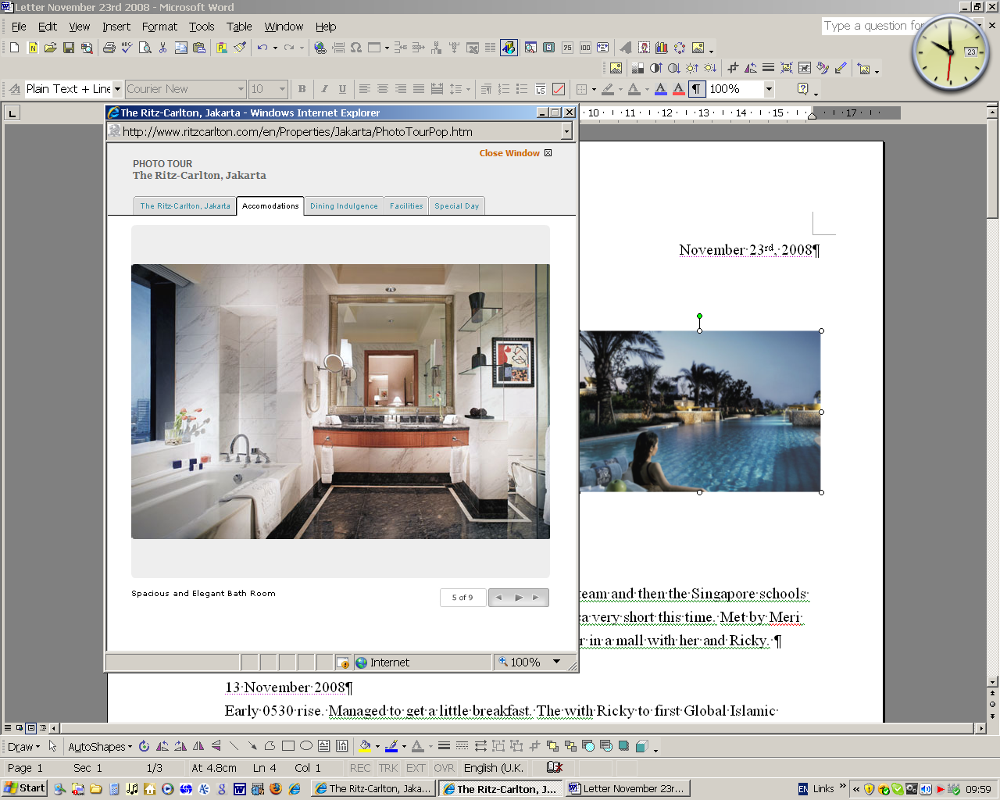 Letter November 23rd 2008 - Microsoft Word
File Edit View Insert Format Tools Table Window Help
Type a question for
23
75 100
Plain Text + Line Courier New 10 B I U 100%
The Ritz-Carlton, Jakarta - Windows Internet Explorer
10 11 12 13 14 15 17
http://www.ritzcarlton.com/en/Properties/Jakarta/PhotoTourPop.htm
Close Window
PHOTO TOUR
The Ritz-Carlton, Jakarta
The Ritz-Carlton, Jakarta Accomodations Dining Indulgence Facilities Special Day
November 23rd, 2008¶
Spacious and Elegant Bath Room
5 of 9
team and then the Singapore schools
a very short this time. Met by Meri
r in a mall with her and Ricky. ¶
Internet 100%
13 November 2008¶
Early 0530 rise. Managed to get a little breakfast. The with Ricky to first Global Islamic
Draw AutoShapes
Page 1 Sec 1 1/3 At 4.8cm Ln 4 Col 1 REC TRK EXT OVR English (U.K.
Start The Ritz-Carlton, Jaka... The Ritz-Carlton, J... Letter November 23r... EN Links 09:59